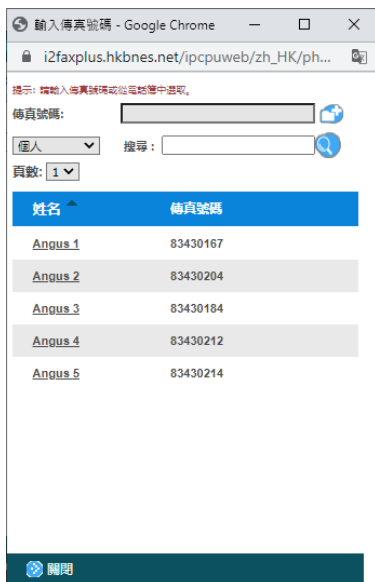 輸入傳真號碼 - Google Chrome
i2faxplus.hkbnes.net/ipcpuweb/zh_HK/ph...
提示: 請輸入傳真號碼或從電話簿中選取。
傳真號碼:
個人 搜尋 :
頁數: 1
姓名 傳真號碼
Angus 1 83430167
Angus 2 83430204
Angus 3 83430184
Angus 4 83430212
Angus 5 83430214
關閉